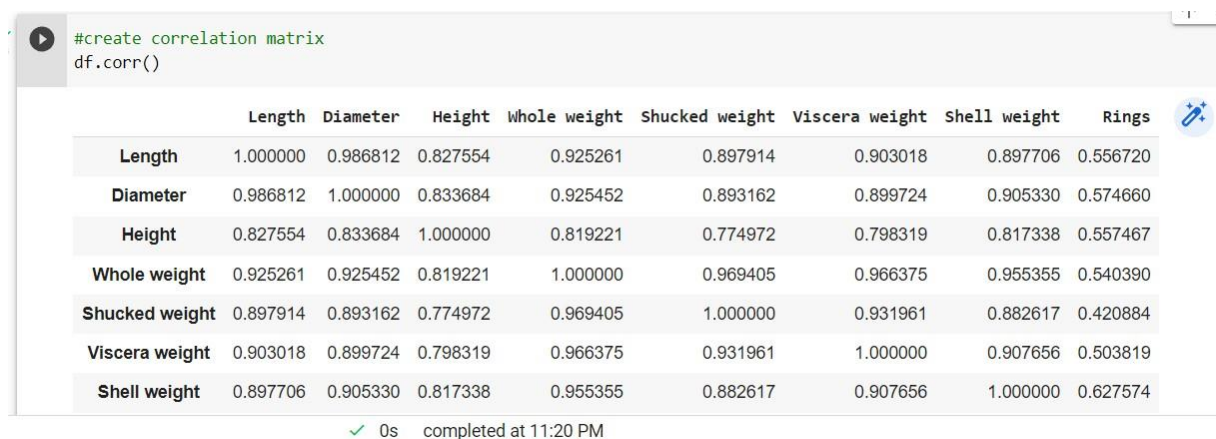 #create correlation matrix
df.corr()
Length Diameter Height Whole weight Shucked weight Viscera weight Shell weight Rings
Length 1.000000 0.986812 0.827554 0.925261 0.897914 0.903018 0.897706 0.556720
Diameter 0.986812 1.000000 0.833684 0.925452 0.893162 0.899724 0.905330 0.574660
Height 0.827554 0.833684 1.000000 0.819221 0.774972 0.798319 0.817338 0.557467
Whole weight 0.925261 0.925452 0.819221 1.000000 0.969405 0.966375 0.955355 0.540390
Shucked weight 0.897914 0.893162 0.774972 0.969405 1.000000 0.931961 0.882617 0.420884
Viscera weight 0.903018 0.899724 0.798319 0.966375 0.931961 1.000000 0.907656 0.503819
Shell weight 0.897706 0.905330 0.817338 0.955355 0.882617 0.907656 1.000000 0.627574
0s completed at 11:20 PM